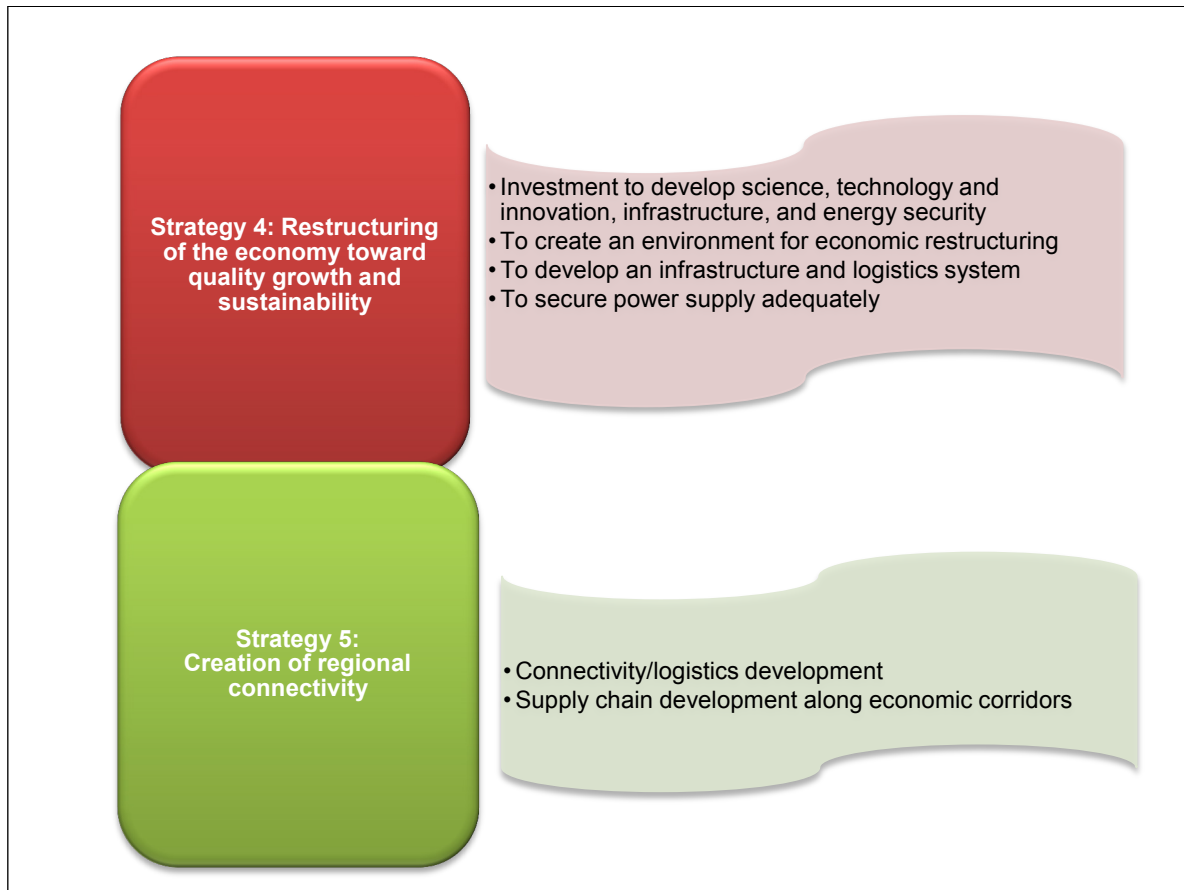 Strategy 4: Restructuring
of the economy toward
quality growth and
sustainability
• Investment to develop science, technology and
innovation, infrastructure, and energy security
• To create an environment for economic restructuring
• To develop an infrastructure and logistics system
• To secure power supply adequately
Strategy 5:
Creation of regional
connectivity
• Connectivity/logistics development
• Supply chain development along economic corridors